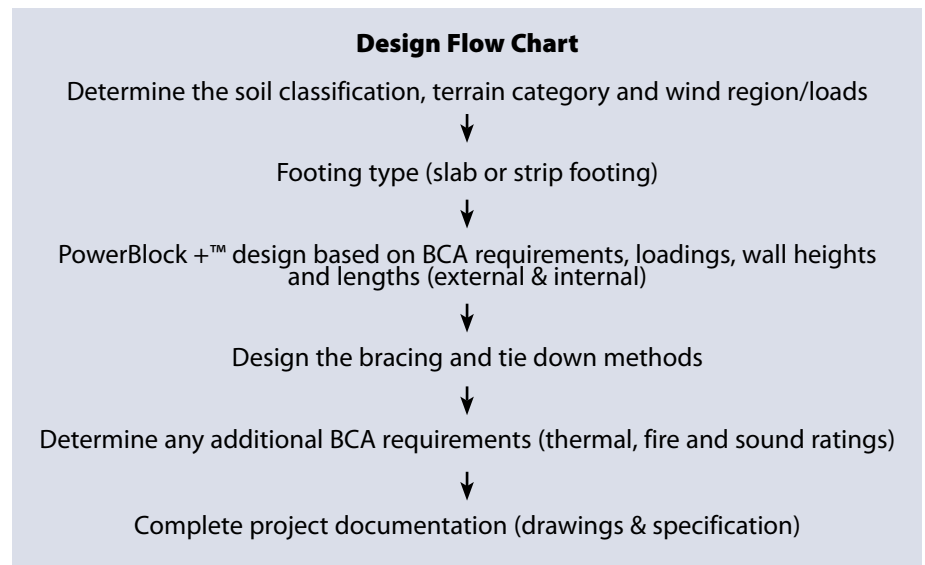 Design Flow Chart
Determine the soil classification, terrain category and wind region/loads
Footing type (slab or strip footing)
PowerBlock +™ design based on BCA requirements, loadings, wall heights
and lengths (external & internal)
Design the bracing and tie down methods
Determine any additional BCA requirements (thermal, fire and sound ratings)
Complete project documentation (drawings & specification)